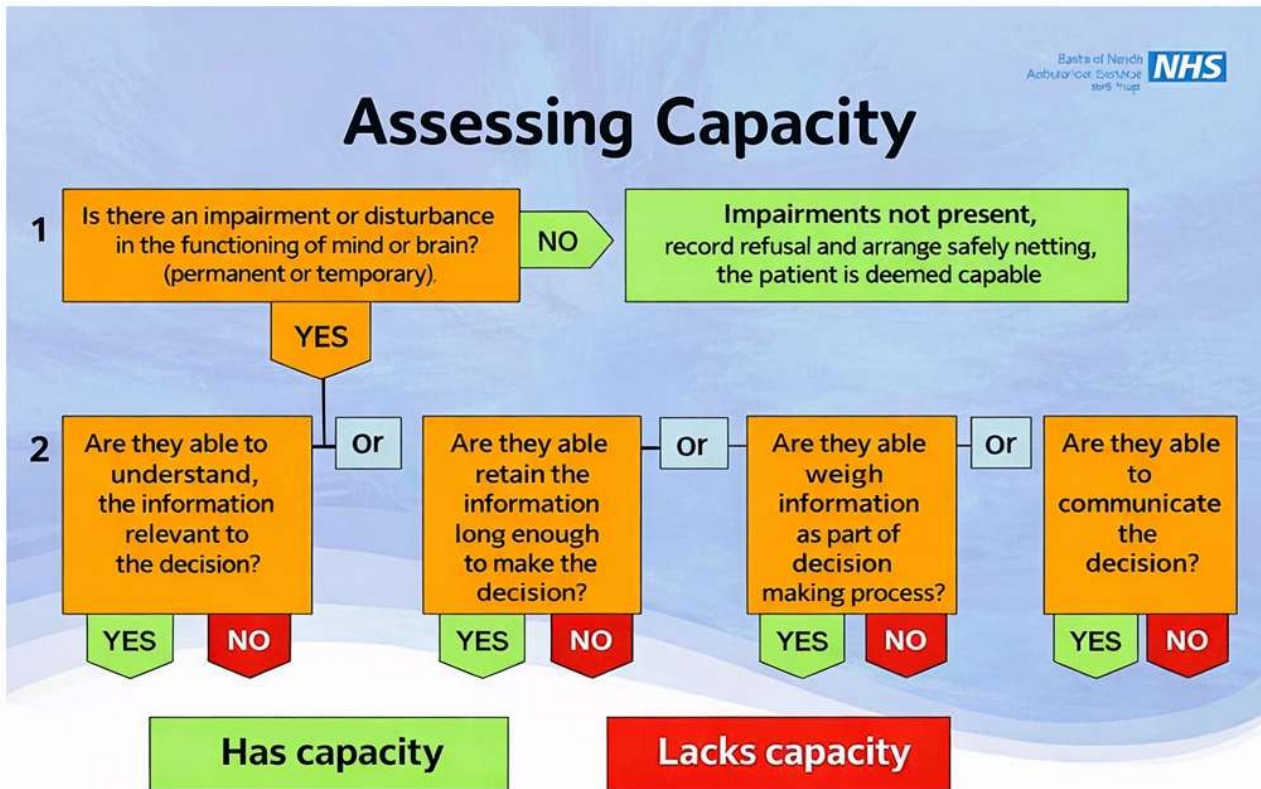 NHS
Assessing Capacity
1
Is there an impairment or disturbance
in the functioning of mind or brain?
(permanent or temporary).
NO
Impairments not present,
record refusal and arrange safely netting,
the patient is deemed capable
YES
2
Are they able to
understand,
the information
relevant to
the decision?
Or
Are they able
retain the
information
long enough
to make the
decision?
Or
Are they able
weigh
information
as part of
decision
making process?
Or
Are they able
to
communicate
the
decision?
YES
NO
YES
NO
YES
NO
YES
NO
Has capacity
Lacks capacity